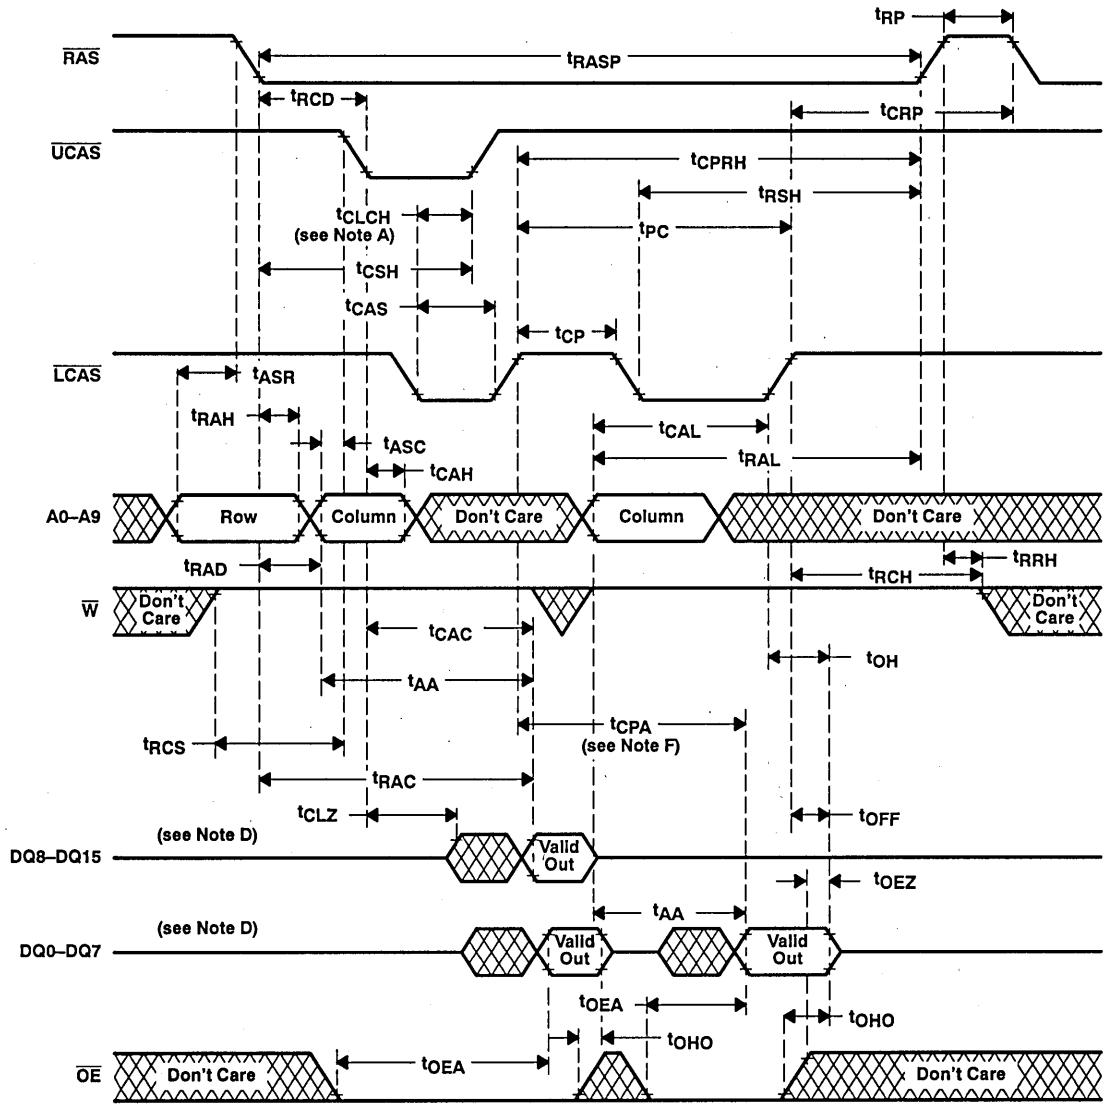 tRP
RAS
tRASP
tRCD
tCRP
UCAS
tCPRH
tRSH
tCLCH
(see Note A)
tPC
tCSH
tCAS
tCP
LCAS
tASR
tRAH
tCAL
tASC
tRAL
tCAH
A0–A9
Row
Column
Don't Care
Column
Don't Care
tRAD
tRRH
tRCH
W
Don't
Care
Don't
Care
tCAC
tOH
tAA
tCPA
(see Note F)
tRCS
tRAC
tCLZ
tOFF
(see Note D)
DQ8–DQ15
Valid
Out
tOEZ
tAA
(see Note D)
DQ0–DQ7
Valid
Out
Valid
Out
tOEA
tOHO
tOHO
tOEA
OE
Don't Care
Don't Care